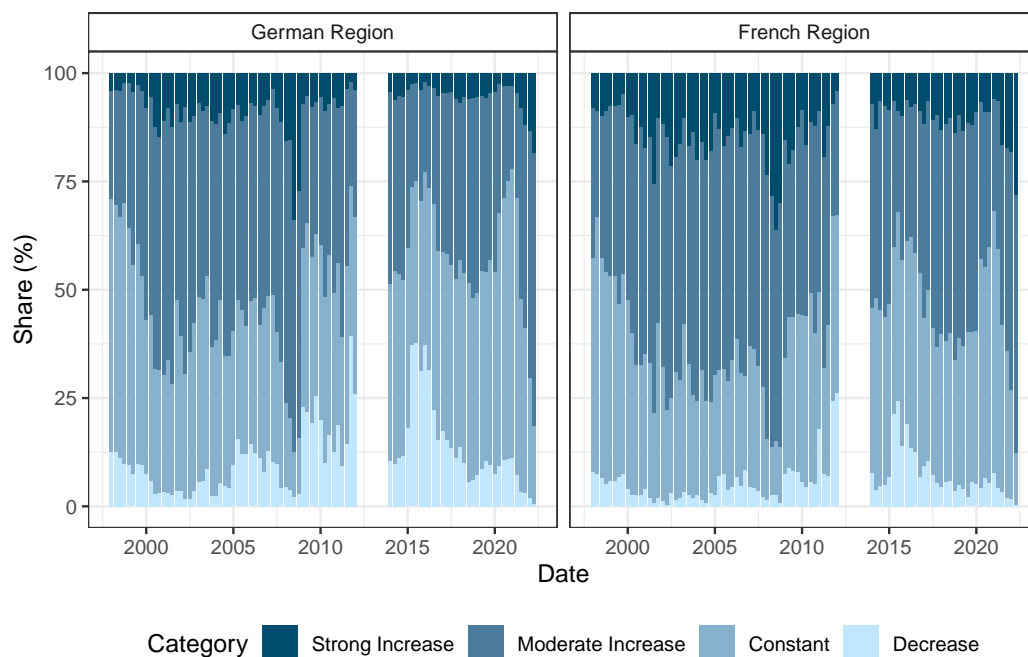 German Region French Region
100
75
50
25
0
Share (%)
2000 2005 2010 2015 2020 2000 2005 2010 2015 2020
Date
Category Strong Increase Moderate Increase Constant Decrease